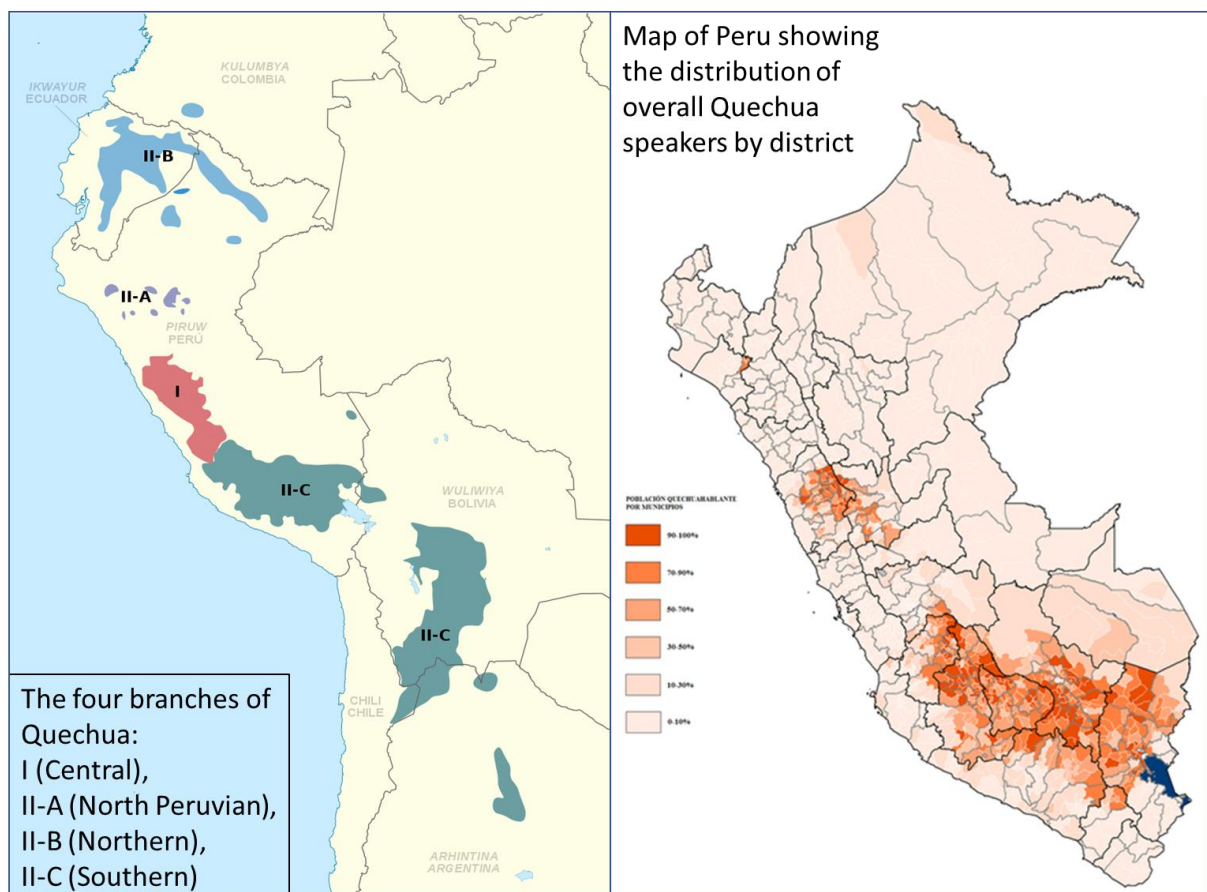 KULUMBYA
COLOMBIA
IKWAYUR
ECUADOR
II-B
II-A
PIRUW
PERÚ
I
II-C
WULIWIYA
BOLIVIA
II-C
CHILI
CHILE
ARHINTINA
ARGENTINA
The four branches of
Quechua:
I (Central),
II-A (North Peruvian),
II-B (Northern),
II-C (Southern)
Map of Peru showing
the distribution of
overall Quechua
speakers by district
POBLACIÓN QUECHUAHABLANTE
POR MUNICIPIOS
90-100%
70-90%
50-70%
30-50%
10-30%
0-10%